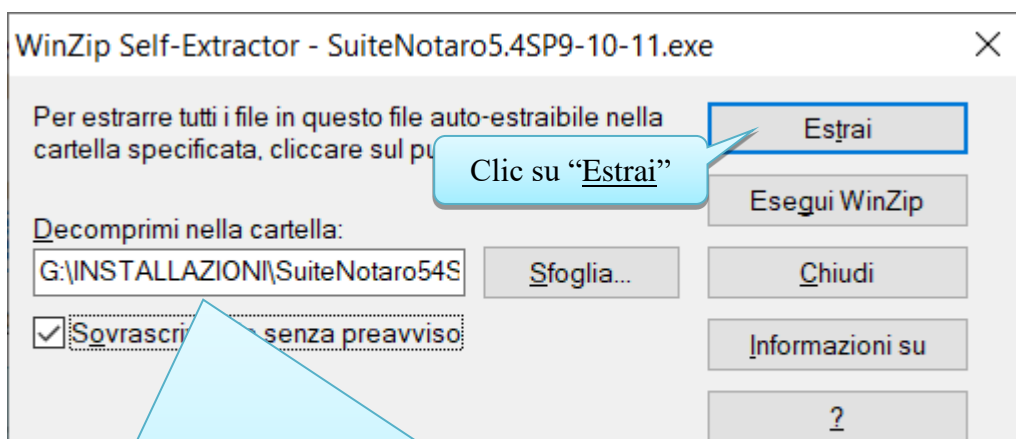 WinZip Self-Extractor - SuiteNotaro5.4SP9-10-11.exe
Per estrarre tutti i file in questo file auto-estraibile nella
cartella specificata, cliccare sul
Estrai
Clic su “Estrai”
Esegui WinZip
Decomprimi nella cartella:
G:\INSTALLAZIONI\SuiteNotaro54S
Sfoglia...
Chiudi
senza preavviso
Informazioni su
?